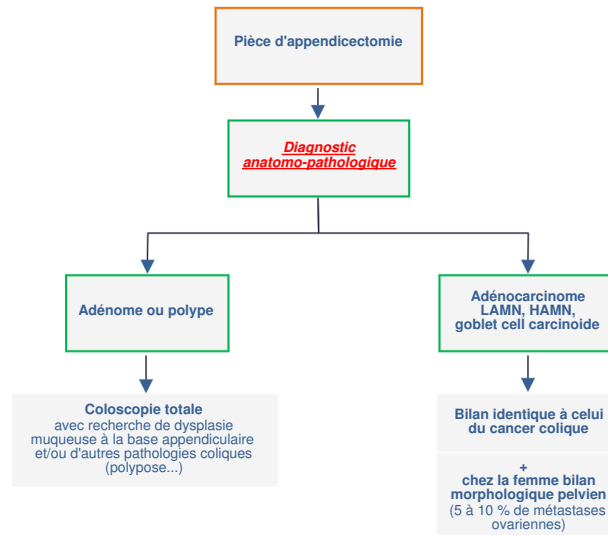 Pièce d'appendicectomie
Diagnostic
anatomo-pathologique
Adénome ou polype
Adénocarcinome
LAMN, HAMN,
goblet cell carcinoide
Coloscopie totale
avec recherche de dysplasie
muqueuse à la base appendiculaire
et/ou d'autres pathologies coliques
(polypose...)
Bilan identique à celui
du cancer colique
+
chez la femme bilan
morphologique pelvien
(5 à 10 % de métastases
ovariennes)